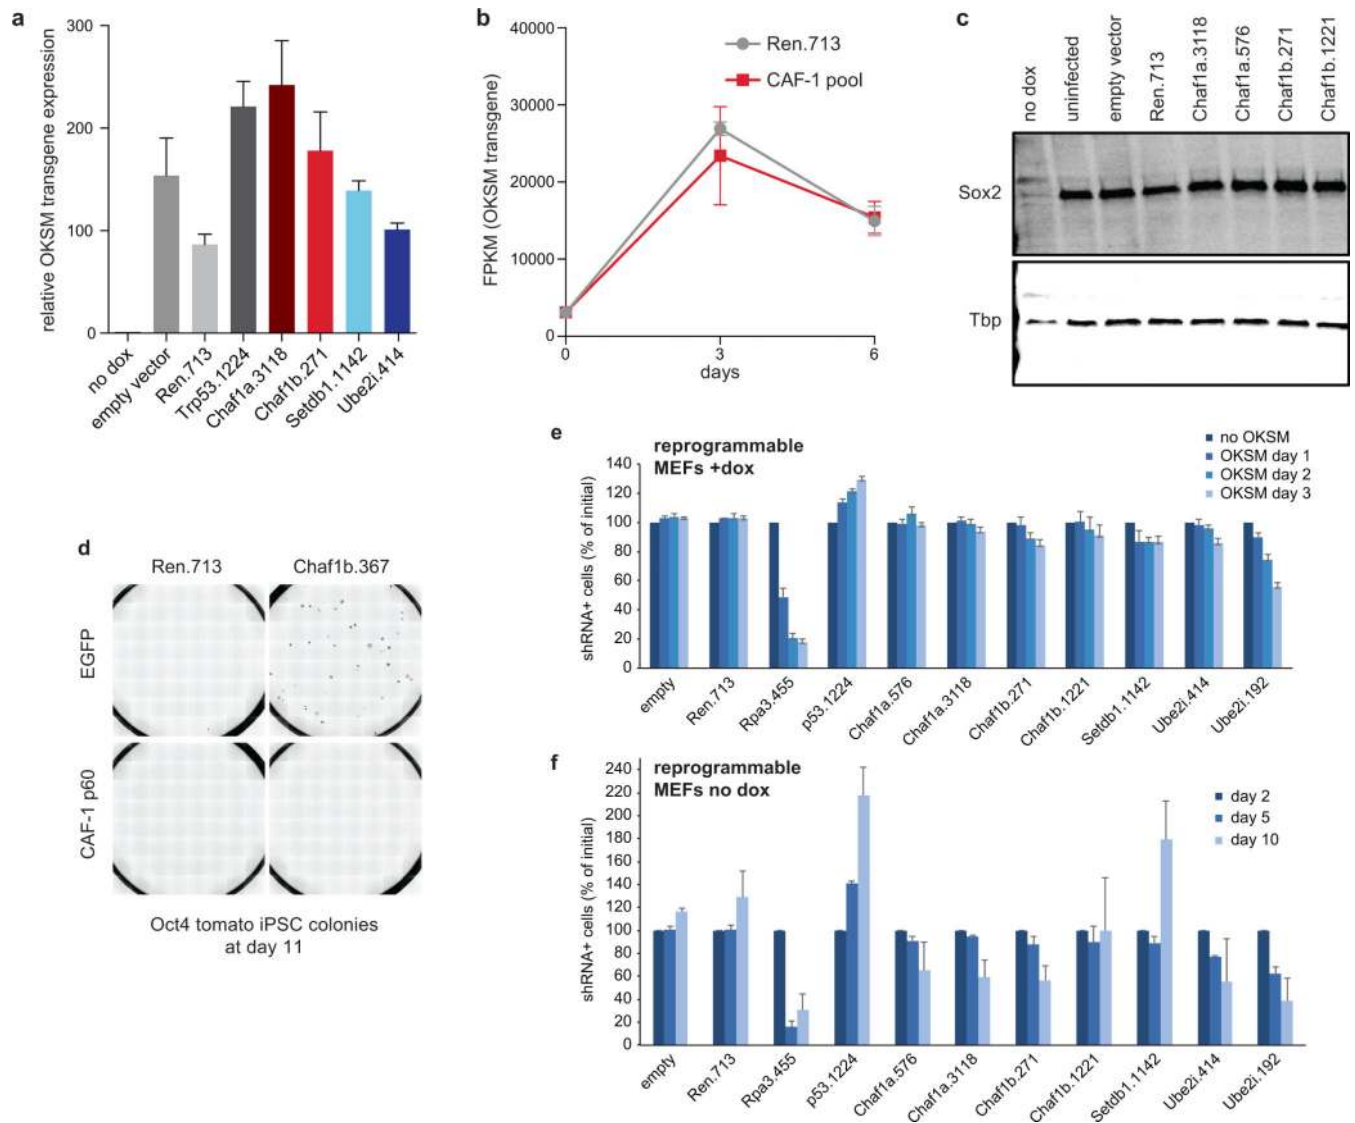 a
relative OKSM transgene expression
300
200
100
0
no dox
empty vector
Ren.713
Trp53.1224
Chaf1a.3118
Chaf1b.271
Setdb1.1142
Ube2i.414
b
FPKM (OKSM transgene)
40000
30000
20000
10000
0
0
3
6
days
Ren.713
CAF-1 pool
c
no dox
uninfected
empty vector
Ren.713
Chaf1a.3118
Chaf1a.576
Chaf1b.271
Chaf1b.1221
Sox2
Tbp
d
Ren.713
Chaf1b.367
EGFP
CAF-1 p60
Oct4 tomato iPSC colonies
at day 11
e
reprogrammable
MEFs +dox
no OKSM
OKSM day 1
OKSM day 2
OKSM day 3
shRNA+ cells (% of initial)
140
120
100
80
60
40
20
0
empty
Ren.713
Rpa3.455
p53.1224
Chaf1a.576
Chaf1a.3118
Chaf1b.271
Chaf1b.1221
Setdb1.1142
Ube2i.414
Ube2i.192
f
reprogrammable
MEFs no dox
day 2
day 5
day 10
shRNA+ cells (% of initial)
240
220
200
180
160
140
120
100
80
60
40
20
0
empty
Ren.713
Rpa3.455
p53.1224
Chaf1a.576
Chaf1a.3118
Chaf1b.271
Chaf1b.1221
Setdb1.1142
Ube2i.414
Ube2i.192